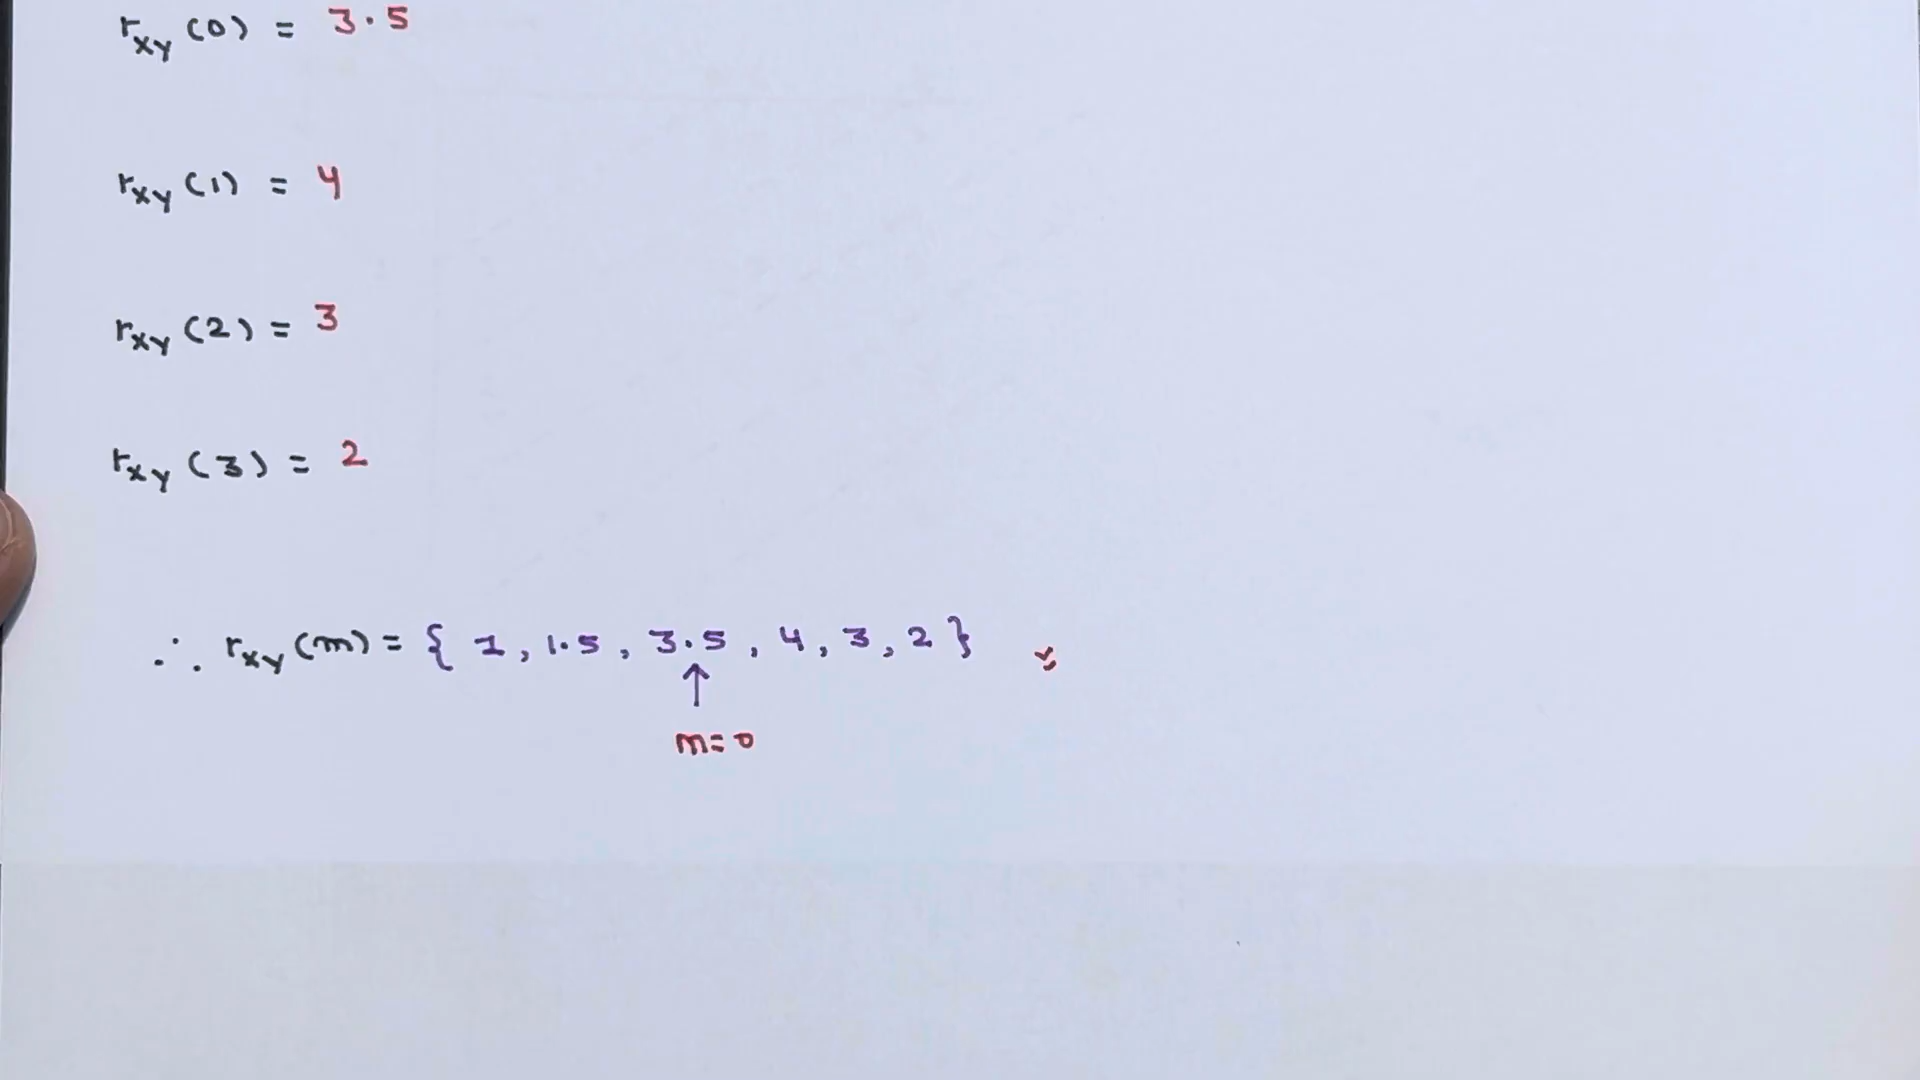 rxy (0) = 3.5
rxy (1) = 4
rxy (2) = 3
rxy (3) = 2
∴ rxy (m) = { 1, 1.5, 3.5, 4, 3, 2 }
↑
m=0